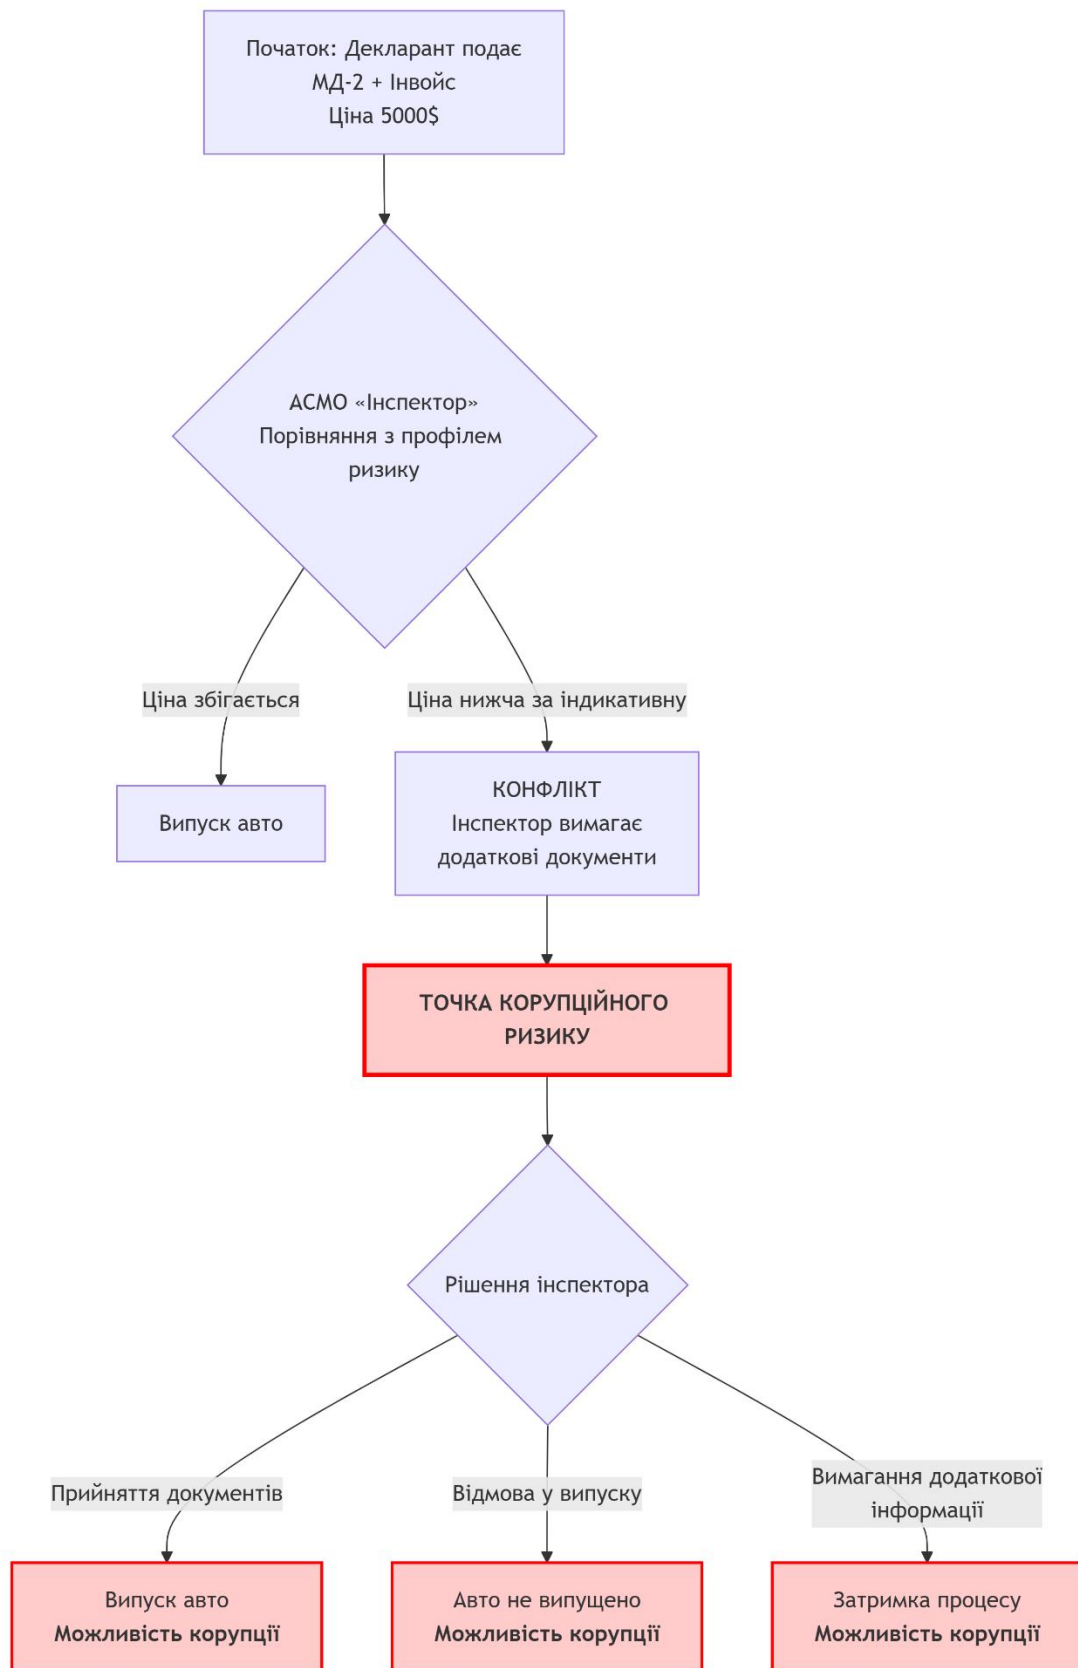 Початок: Декларант подає
МД-2 + Інвойс
Ціна 5000$
АСМО «Інспектор»
Порівняння з профілем
ризику
Ціна збігається
Ціна нижча за індикативну
Випуск авто
КОНФЛІКТ
Інспектор вимагає
додаткові документи
ТОЧКА КОРУПЦІЙНОГО
РИЗИКУ
Рішення інспектора
Прийняття документів
Відмова у випуску
Вимагання додаткової
інформації
Випуск авто
Можливість корупції
Авто не випущено
Можливість корупції
Затримка процесу
Можливість корупції